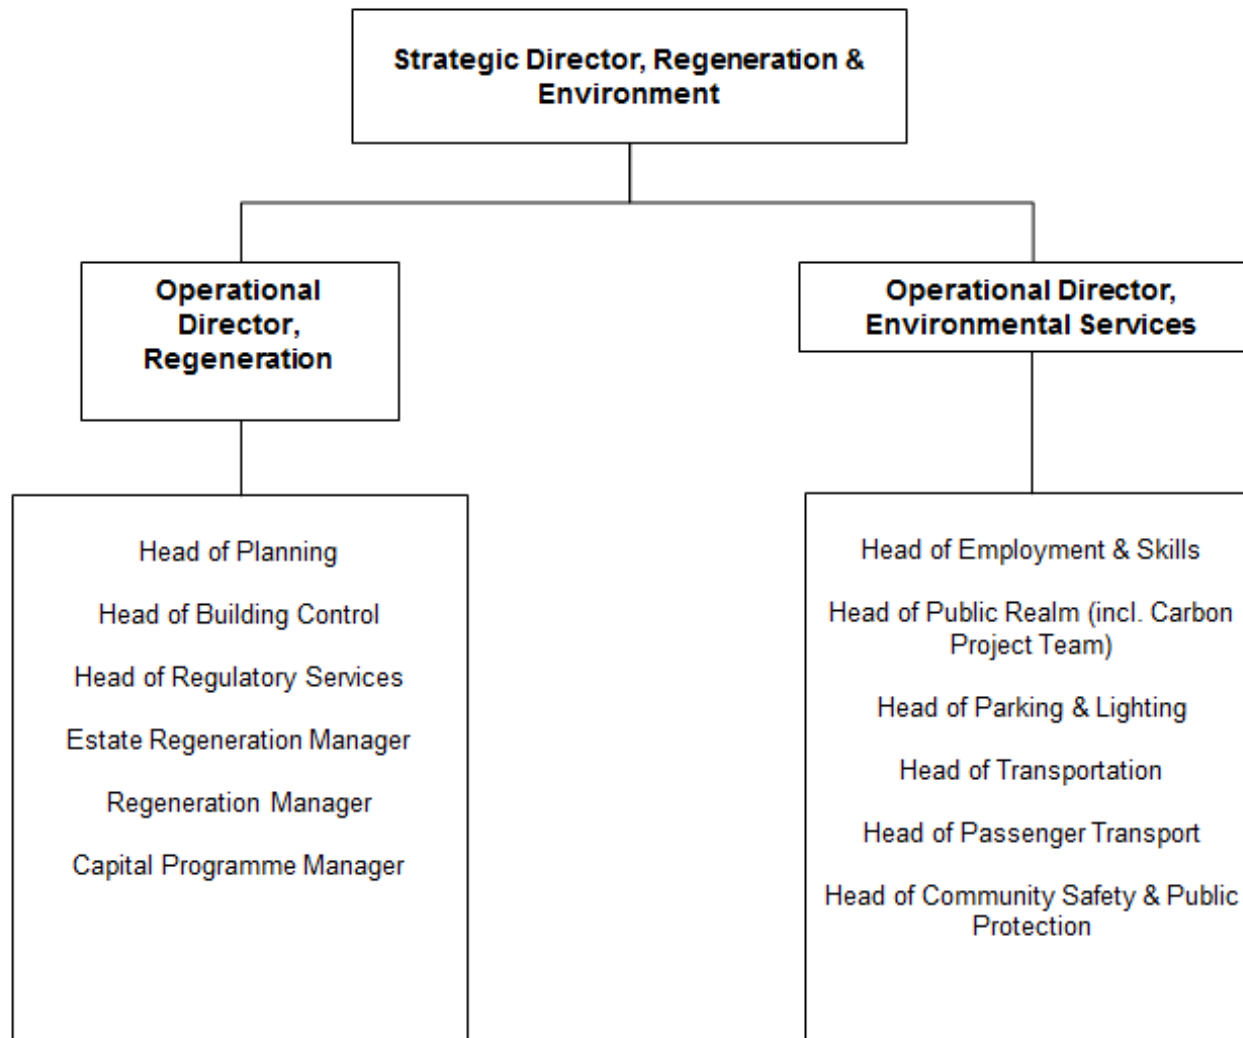 Strategic Director, Regeneration &
Environment
Operational
Director,
Regeneration
Operational Director,
Environmental Services
Head of Planning
Head of Building Control
Head of Regulatory Services
Estate Regeneration Manager
Regeneration Manager
Capital Programme Manager
Head of Employment & Skills
Head of Public Realm (incl. Carbon
Project Team)
Head of Parking & Lighting
Head of Transportation
Head of Passenger Transport
Head of Community Safety & Public
Protection